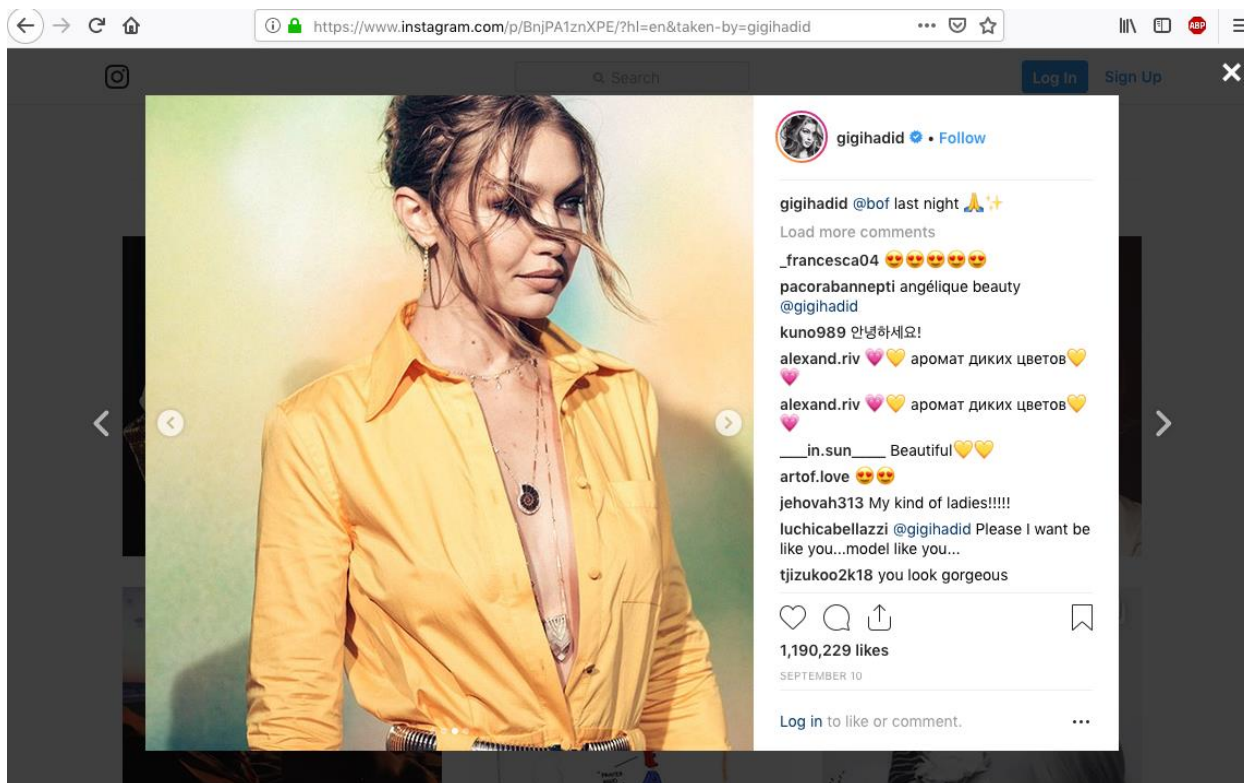 https://www.instagram.com/p/BnjPA1znXPE/?hl=en&taken-by=gigihadid
ABP
Search
Log In
Sign Up
gigihadid • Follow
gigihadid @bof last night 🙏✨
Load more comments
_francesca04 😍😍😍😍😍
pacorabannepti angélique beauty
@gigihadid
kuno989 안녕하세요!
alexand.riv 💗💛 аромат диких цветов💛
💗
alexand.riv 💗💛 аромат диких цветов💛
💗
____in.sun_____ Beautiful💛💛
artof.love 😍😍
jehovah313 My kind of ladies!!!!!
luchicabellazzi @gigihadid Please I want be
like you...model like you...
tjizukoo2k18 you look gorgeous
1,190,229 likes
SEPTEMBER 10
Log in to like or comment.